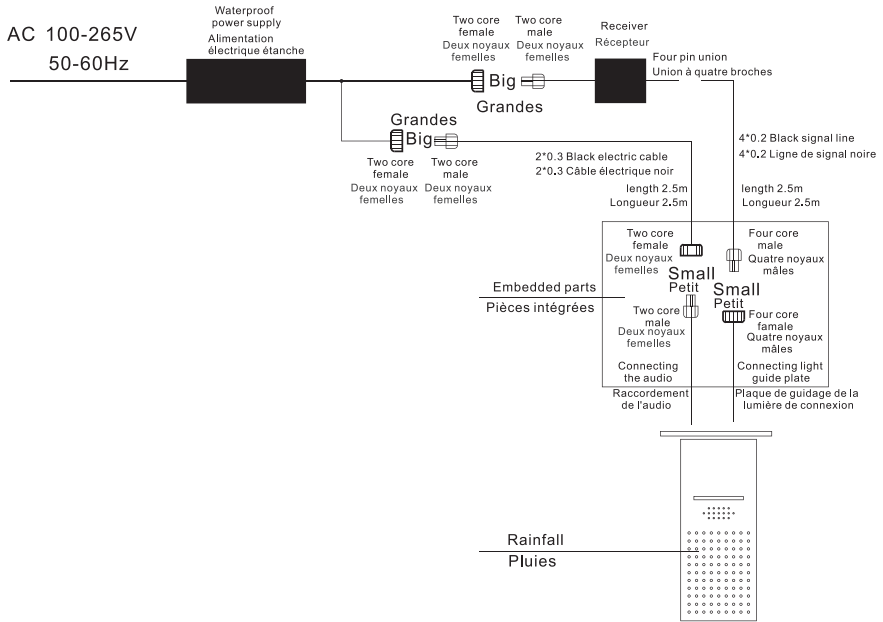 AC 100-265V
50-60Hz
Waterproof
power supply
Alimentation
électrique étanche
Two core
female
Deux noyaux
femelles
Two core
male
Deux noyaux
femelles
Big
Grandes
Receiver
Récepteur
Four pin union
Union à quatre broches
Grandes
Big
Two core
female
Deux noyaux
femelles
Two core
male
Deux noyaux
femelles
2*0.3 Black electric cable
2*0.3 Câble électrique noir
length 2.5m
Longueur 2.5m
4*0.2 Black signal line
4*0.2 Ligne de signal noire
length 2.5m
Longueur 2.5m
Two core
female
Deux noyaux
femelles
Four core
male
Quatre noyaux
mâles
Small
Petit
Small
Petit
Embedded parts
Pièces intégrées
Two core
male
Deux noyaux
femelles
Four core
famale
Quatre noyaux
mâles
Connecting
the audio
Raccordement
de l'audio
Connecting light
guide plate
Plaque de guidage de la
lumière de connexion
Rainfall
Pluies